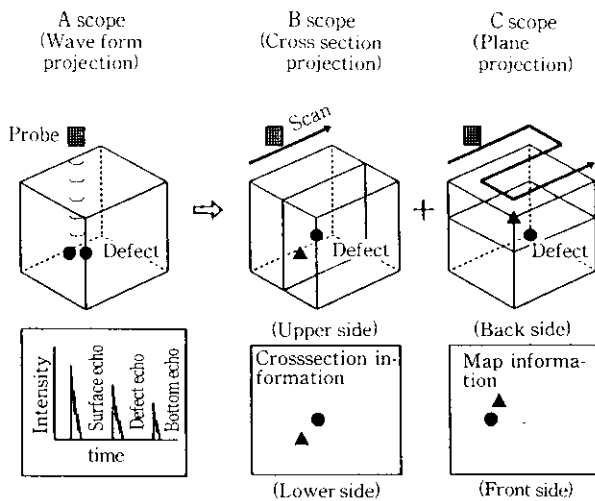 A scope
(Wave form
projection)
B scope
(Cross section
projection)
C scope
(Plane
projection)
Probe
Defect
Scan
Defect
Defect
Intensity
Surface echo
Defect echo
Bottom echo
time
(Upper side)
Crosssection in-
formation
(Lower side)
(Back side)
Map informa-
tion
(Front side)